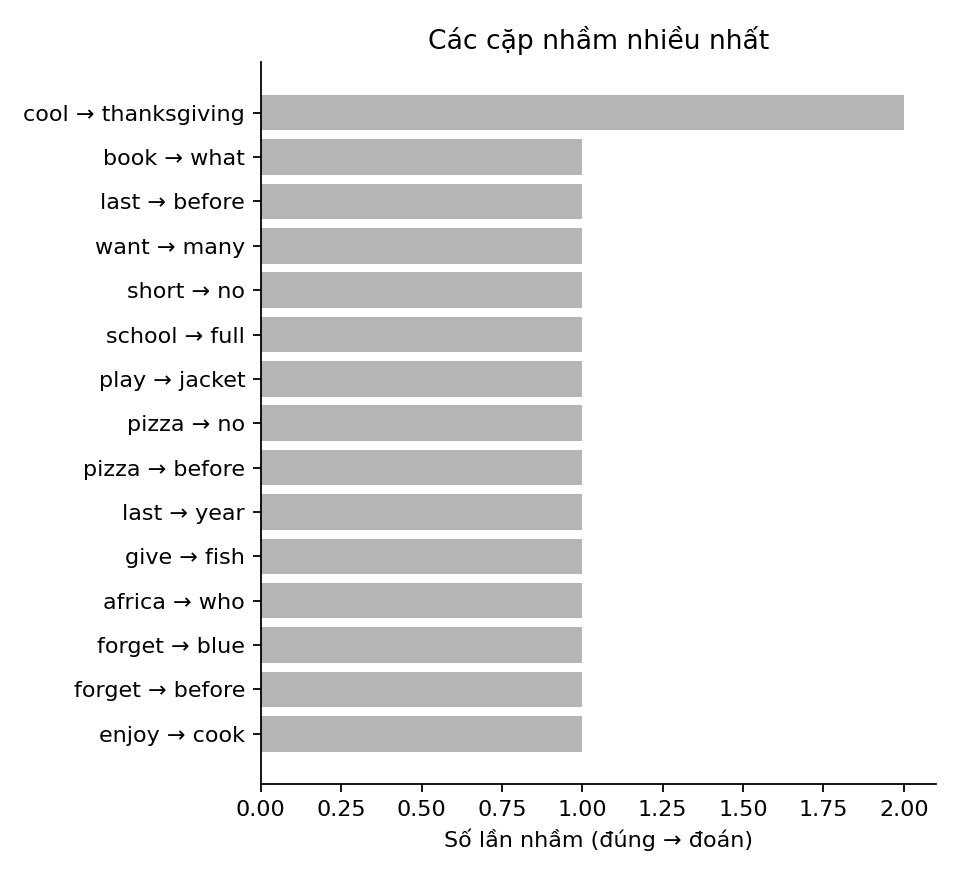 Các cặp nhầm nhiều nhất
cool → thanksgiving
book → what
last → before
want → many
short → no
school → full
play → jacket
pizza → no
pizza → before
last → year
give → fish
africa → who
forget → blue
forget → before
enjoy → cook
0.00 0.25 0.50 0.75 1.00 1.25 1.50 1.75 2.00
Số lần nhầm (đúng → đoán)